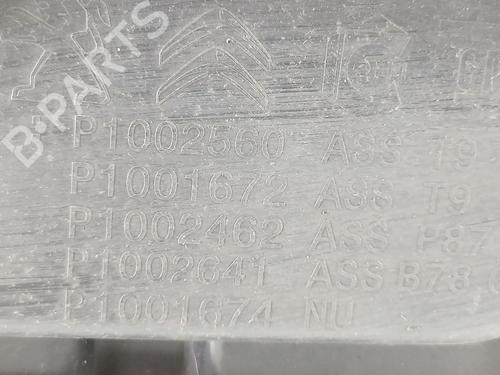 B-PARTS
P1002560 ASS T9
P1001672 ASS T9
P1002462 ASS P87
P1002641 ASS B78
P1001674 NU